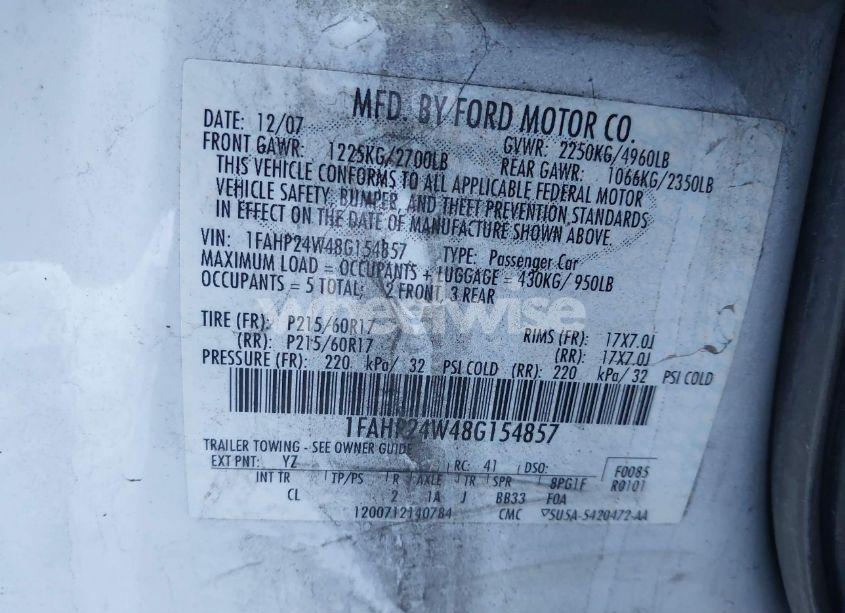 MFD. BY FORD MOTOR CO.
DATE: 12/07 GVWR: 2250KG/4960LB
FRONT GAWR: 1225KG/2700LB REAR GAWR: 1066KG/2350LB
THIS VEHICLE CONFORMS TO ALL APPLICABLE FEDERAL MOTOR
VEHICLE SAFETY, BUMPER, AND THEFT PREVENTION STANDARDS
IN EFFECT ON THE DATE OF MANUFACTURE SHOWN ABOVE.
VIN: 1FAHP24W48G154857 TYPE: Passenger Car
MAXIMUM LOAD = OCCUPANTS + LUGGAGE = 430KG/ 950LB
OCCUPANTS = 5 TOTAL; 2 FRONT, 3 REAR
wheelwise
TIRE (FR): P215/60R17 RIMS (FR): 17X7.0J
(RR): P215/60R17 (RR): 17X7.0J
PRESSURE (FR): 220 kPa/ 32 PSI COLD (RR): 220 kPa/ 32 PSI COLD
1FAHP24W48G154857
TRAILER TOWING - SEE OWNER GUIDE
EXT PNT: YZ RC: 41 DSO: F0085
INT TR TP/PS R AXLE TR SPR 8PG1F R0101
CL 2 1A J BB33 FOA
1200712140784 CMC ▽5U5A-5420472-AA